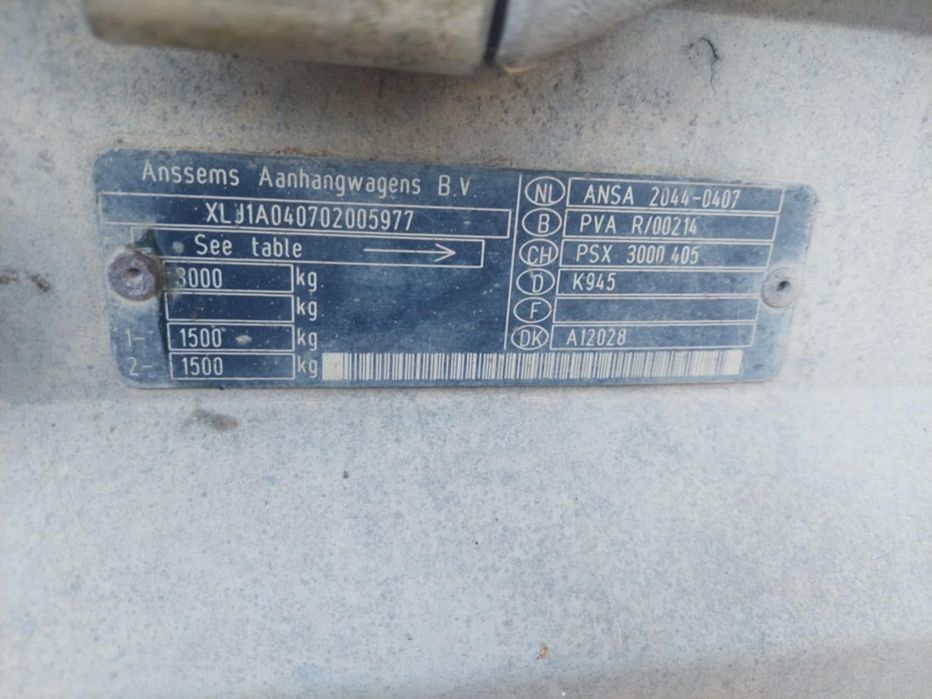 Anssems Aanhangwagens B.V.
XLJ1A040702005977
See table
3000 kg
kg
1- 1500 kg
2- 1500 kg
NL ANSA 2044-0407
B PVA R/00214
CH PSX 3000 405
D K945
F
DK A12028